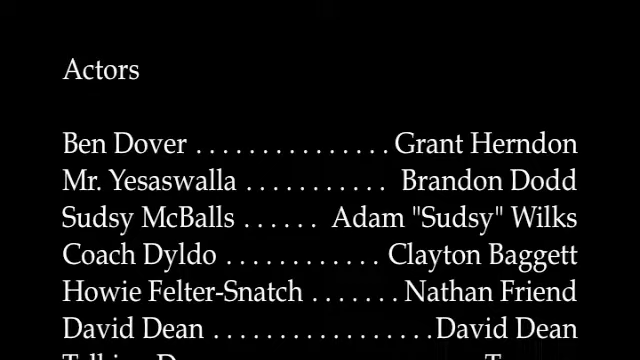 Actors
Ben Dover . . . . . . . . . . . . . . . Grant Herndon
Mr. Yesaswalla . . . . . . . . . . . Brandon Dodd
Sudsy McBalls . . . . . . Adam "Sudsy" Wilks
Coach Dyldo . . . . . . . . . . . . Clayton Baggett
Howie Felter-Snatch . . . . . . . Nathan Friend
David Dean . . . . . . . . . . . . . . . . . David Dean